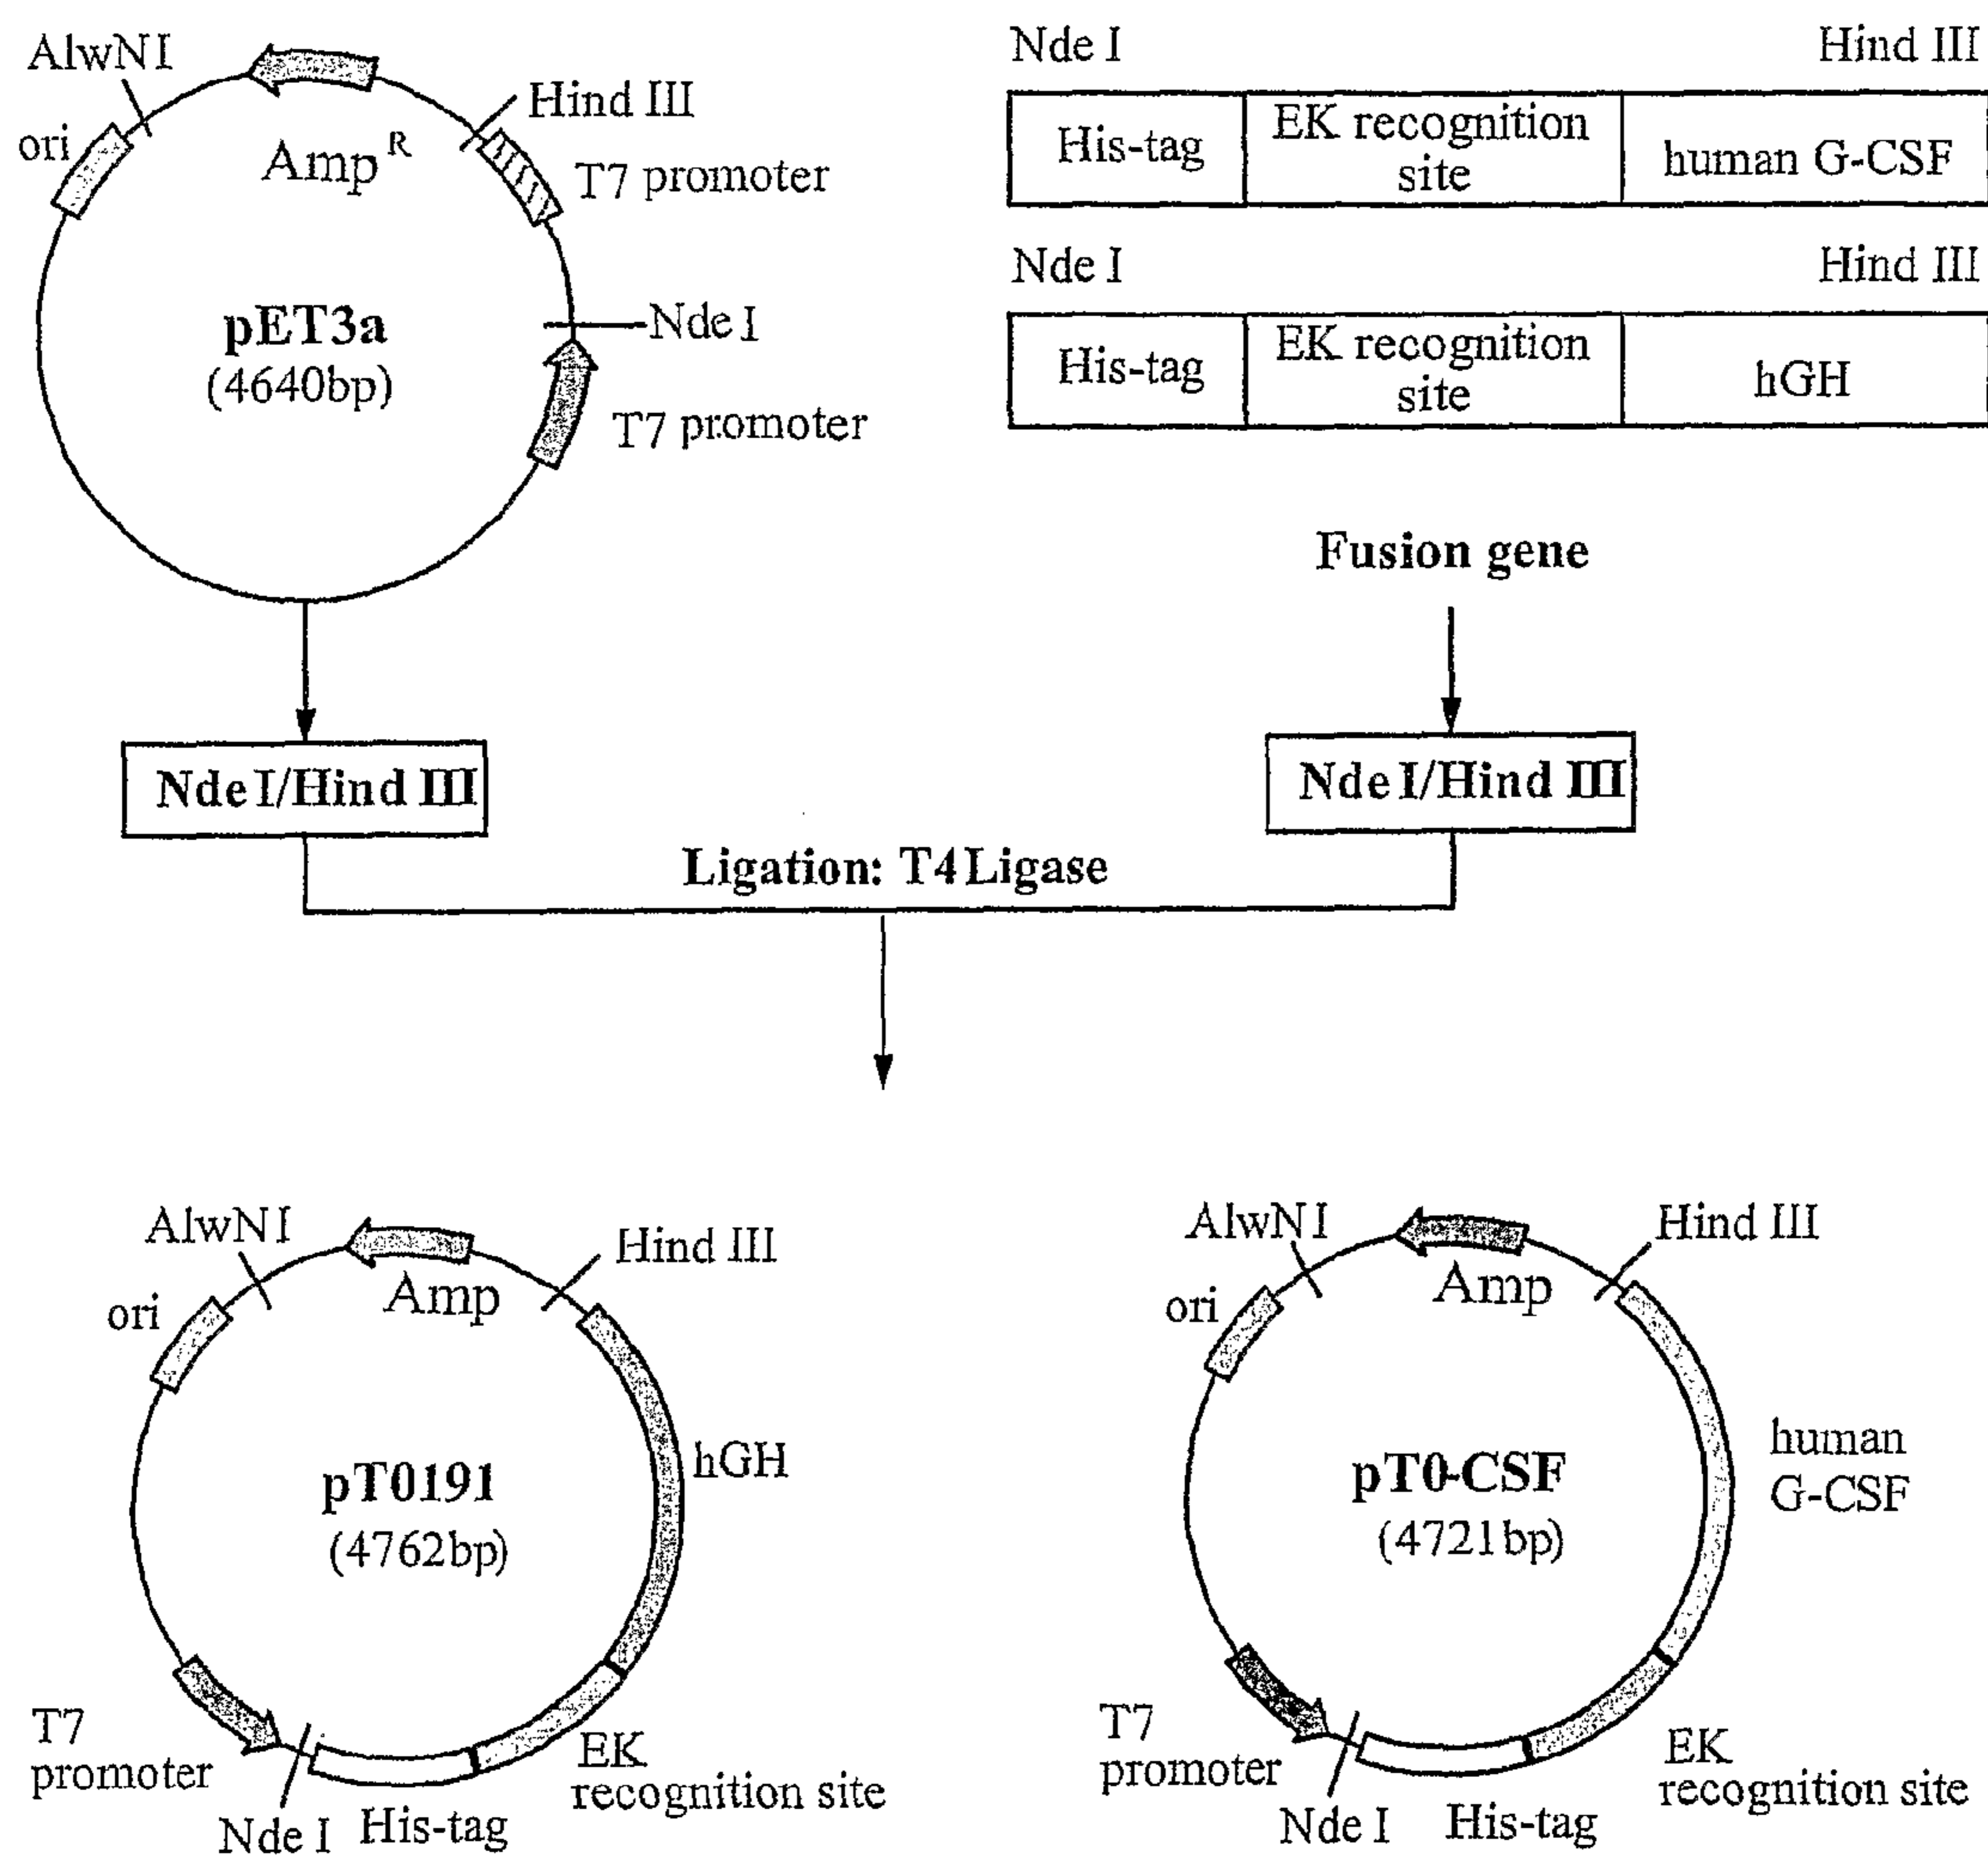 AlwN I
Hind III
ori
Amp R
T7 promoter
pET3a
(4640bp)
Nde I
T7 promoter
Nde I
Hind III
His-tag
EK recognition
site
human G-CSF
Nde I
Hind III
His-tag
EK recognition
site
hGH
Fusion gene
Nde I/Hind III
Nde I/Hind III
Ligation: T4 Ligase
AlwN I
Hind III
ori
Amp
hGH
pT0191
(4762bp)
T7
promoter
Nde I
His-tag
EK
recognition site
AlwN I
Hind III
ori
Amp
human
G-CSF
pT0-CSF
(4721bp)
T7
promoter
Nde I
His-tag
EK
recognition site